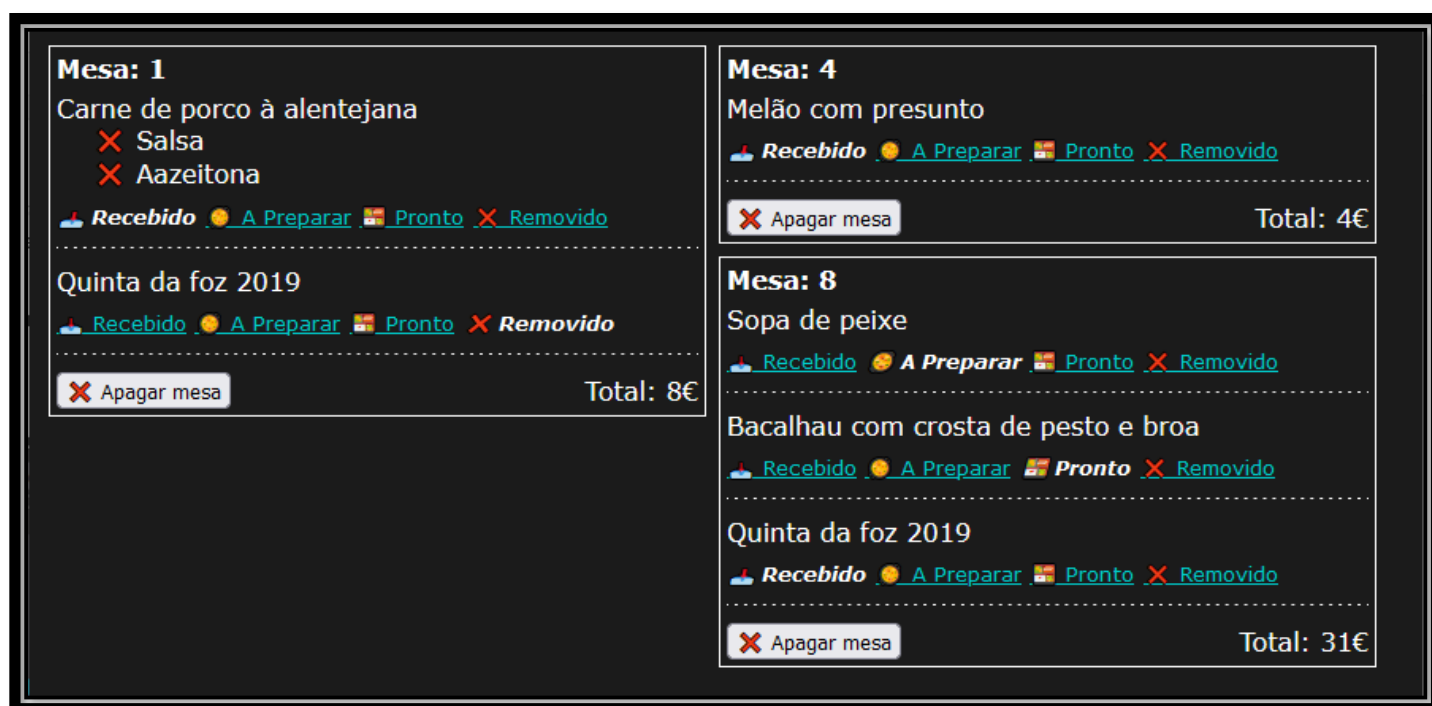 Mesa: 1
Carne de porco à alentejana
Salsa
Aazeitona
Recebido A Preparar Pronto Removido
Quinta da foz 2019
Recebido A Preparar Pronto Removido
Apagar mesa Total: 8€
Mesa: 4
Melão com presunto
Recebido A Preparar Pronto Removido
Apagar mesa Total: 4€
Mesa: 8
Sopa de peixe
Recebido A Preparar Pronto Removido
Bacalhau com crosta de pesto e broa
Recebido A Preparar Pronto Removido
Quinta da foz 2019
Recebido A Preparar Pronto Removido
Apagar mesa Total: 31€